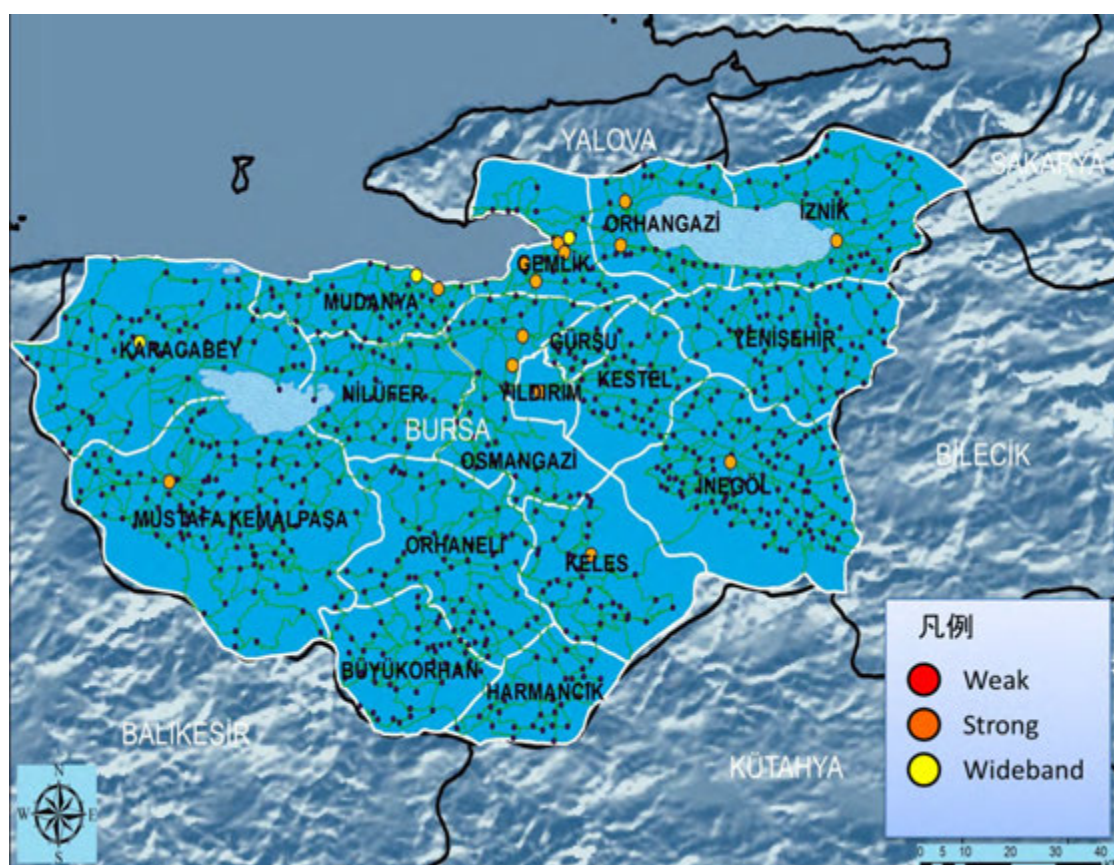 YALOVA
SAKARYA
İZNİK
ORHANGAZİ
GEMLİK
MUDANYA
KARACABEY
GÜRSU
YENİŞEHİR
NİLÜFER
YILDIRIM
KESTEL
BURSA
OSMANGAZİ
BİLECİK
İNEGÖL
MUSTAFA KEMALPAŞA
ORHANELİ
KELES
BÜYÜKORHAN
HARMANCIK
BALIKESİR
KÜTAHYA
凡例
Weak
Strong
Wideband
N
W E
S
0 5 10 20 30 40